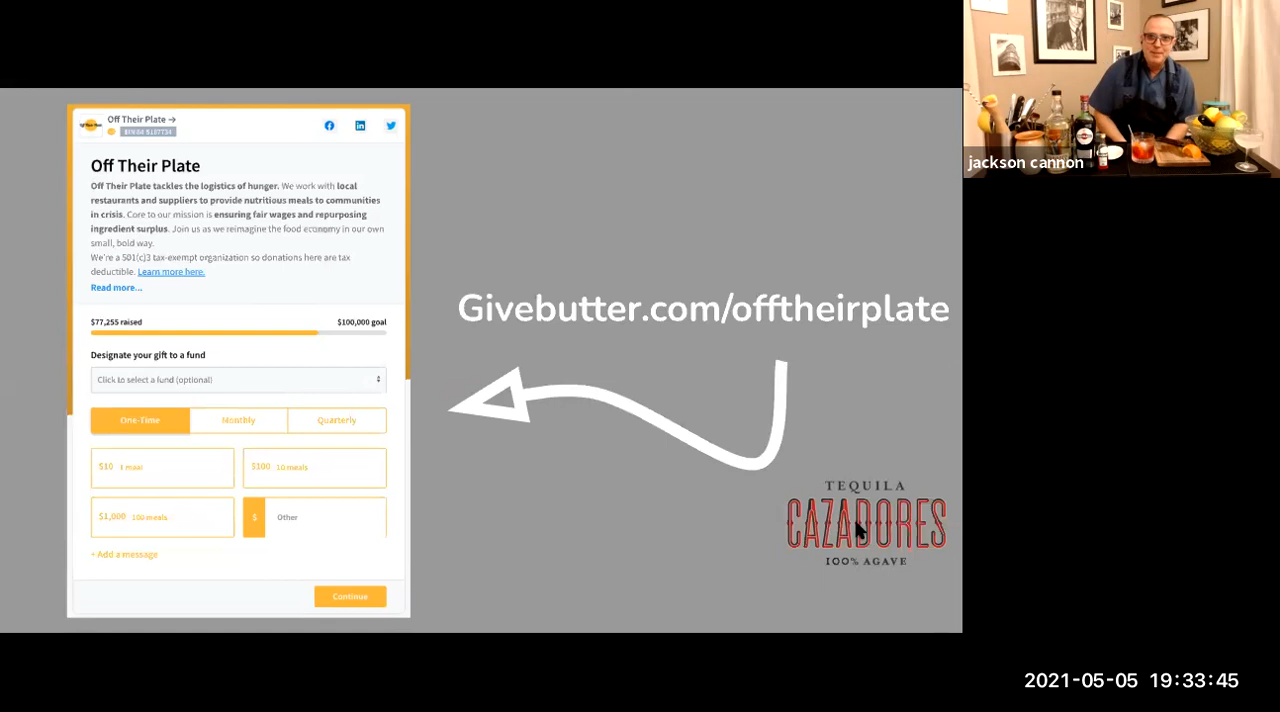 Off Their Plate →
Off Their Plate
Off Their Plate tackles the logistics of hunger. We work with local
restaurants and suppliers to provide nutritious meals to communities
in crisis. Core to our mission is ensuring fair wages and repurposing
ingredient surplus. Join us as we reimagine the food economy in our own
small, bold way.
We're a 501(c)3 tax-exempt organization so donations here are tax
deductible. Learn more here.
Read more...
$77,255 raised
$100,000 goal
Designate your gift to a fund
Click to select a fund (optional)
One-Time
Monthly
Quarterly
$10 1 meal
$100 10 meals
$1,000 100 meals
$ Other
+ Add a message
Continue
Givebutter.com/offtheirplate
TEQUILA
CAZADORES
100% AGAVE
jackson cannon
2021-05-05 19:33:45